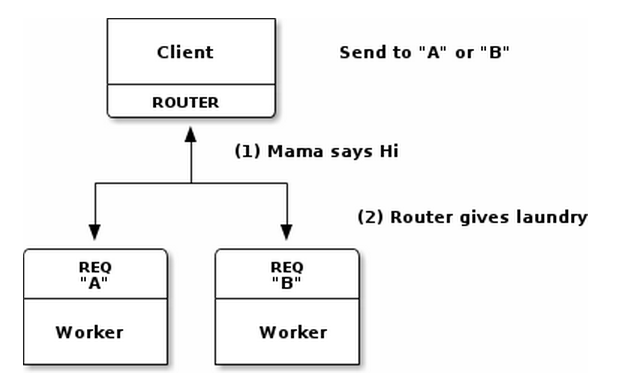 Client
Send to "A" or "B"
ROUTER
(1) Mama says Hi
(2) Router gives laundry
REQ
"A"
Worker
REQ
"B"
Worker